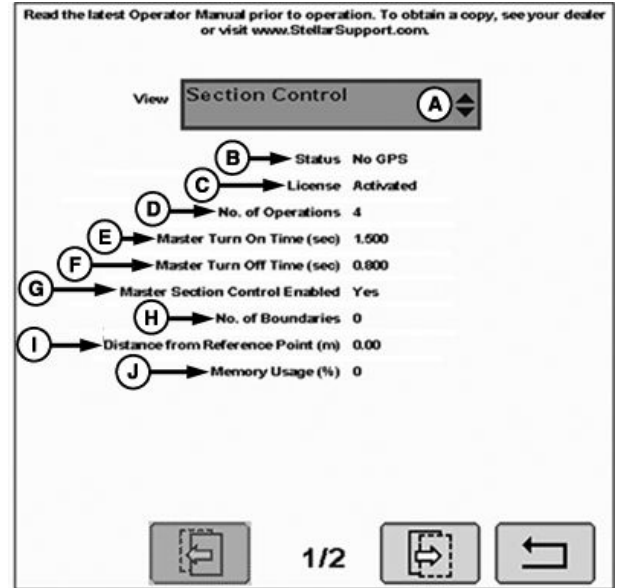 Read the latest Operator Manual prior to operation. To obtain a copy, see your dealer
or visit www.StellarSupport.com.
View Section Control A
B Status No GPS
C License Activated
D No. of Operations 4
E Master Turn On Time (sec) 1.500
F Master Turn Off Time (sec) 0.800
G Master Section Control Enabled Yes
H No. of Boundaries 0
I Distance from Reference Point (m) 0.00
J Memory Usage (%) 0
1/2